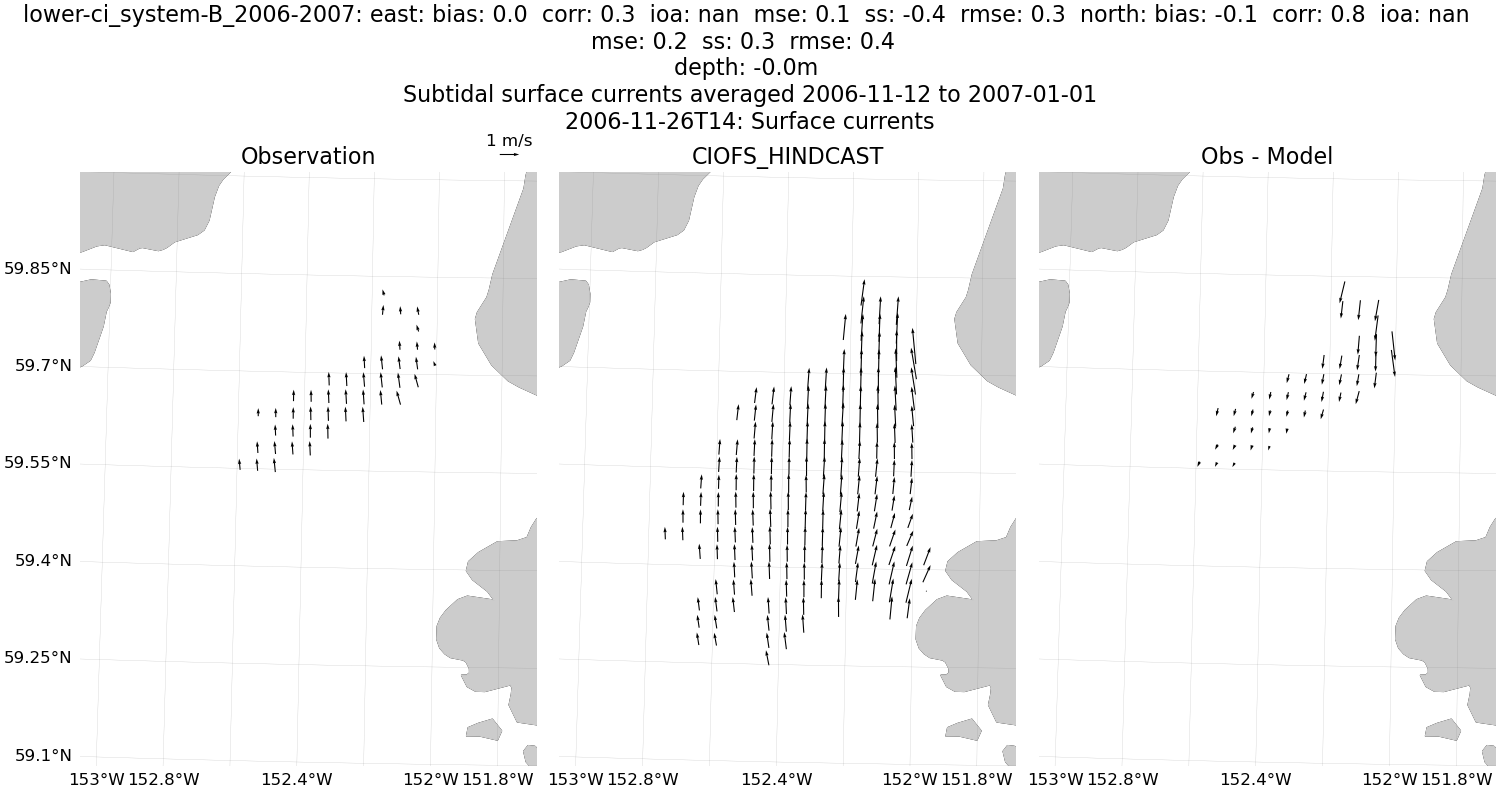 lower-ci_system-B_2006-2007: east: bias: 0.0  corr: 0.3  ioa: nan  mse: 0.1  ss: -0.4  rmse: 0.3  north: bias: -0.1  corr: 0.8  ioa: nan
mse: 0.2  ss: 0.3  rmse: 0.4
depth: -0.0m
Subtidal surface currents averaged 2006-11-12 to 2007-01-01
2006-11-26T14: Surface currents
1 m/s
Observation
CIOFS_HINDCAST
Obs - Model
59.85°N
59.7°N
59.55°N
59.4°N
59.25°N
59.1°N
153°W 152.8°W 152.4°W 152°W 151.8°W
153°W 152.8°W 152.4°W 152°W 151.8°W
153°W 152.8°W 152.4°W 152°W 151.8°W